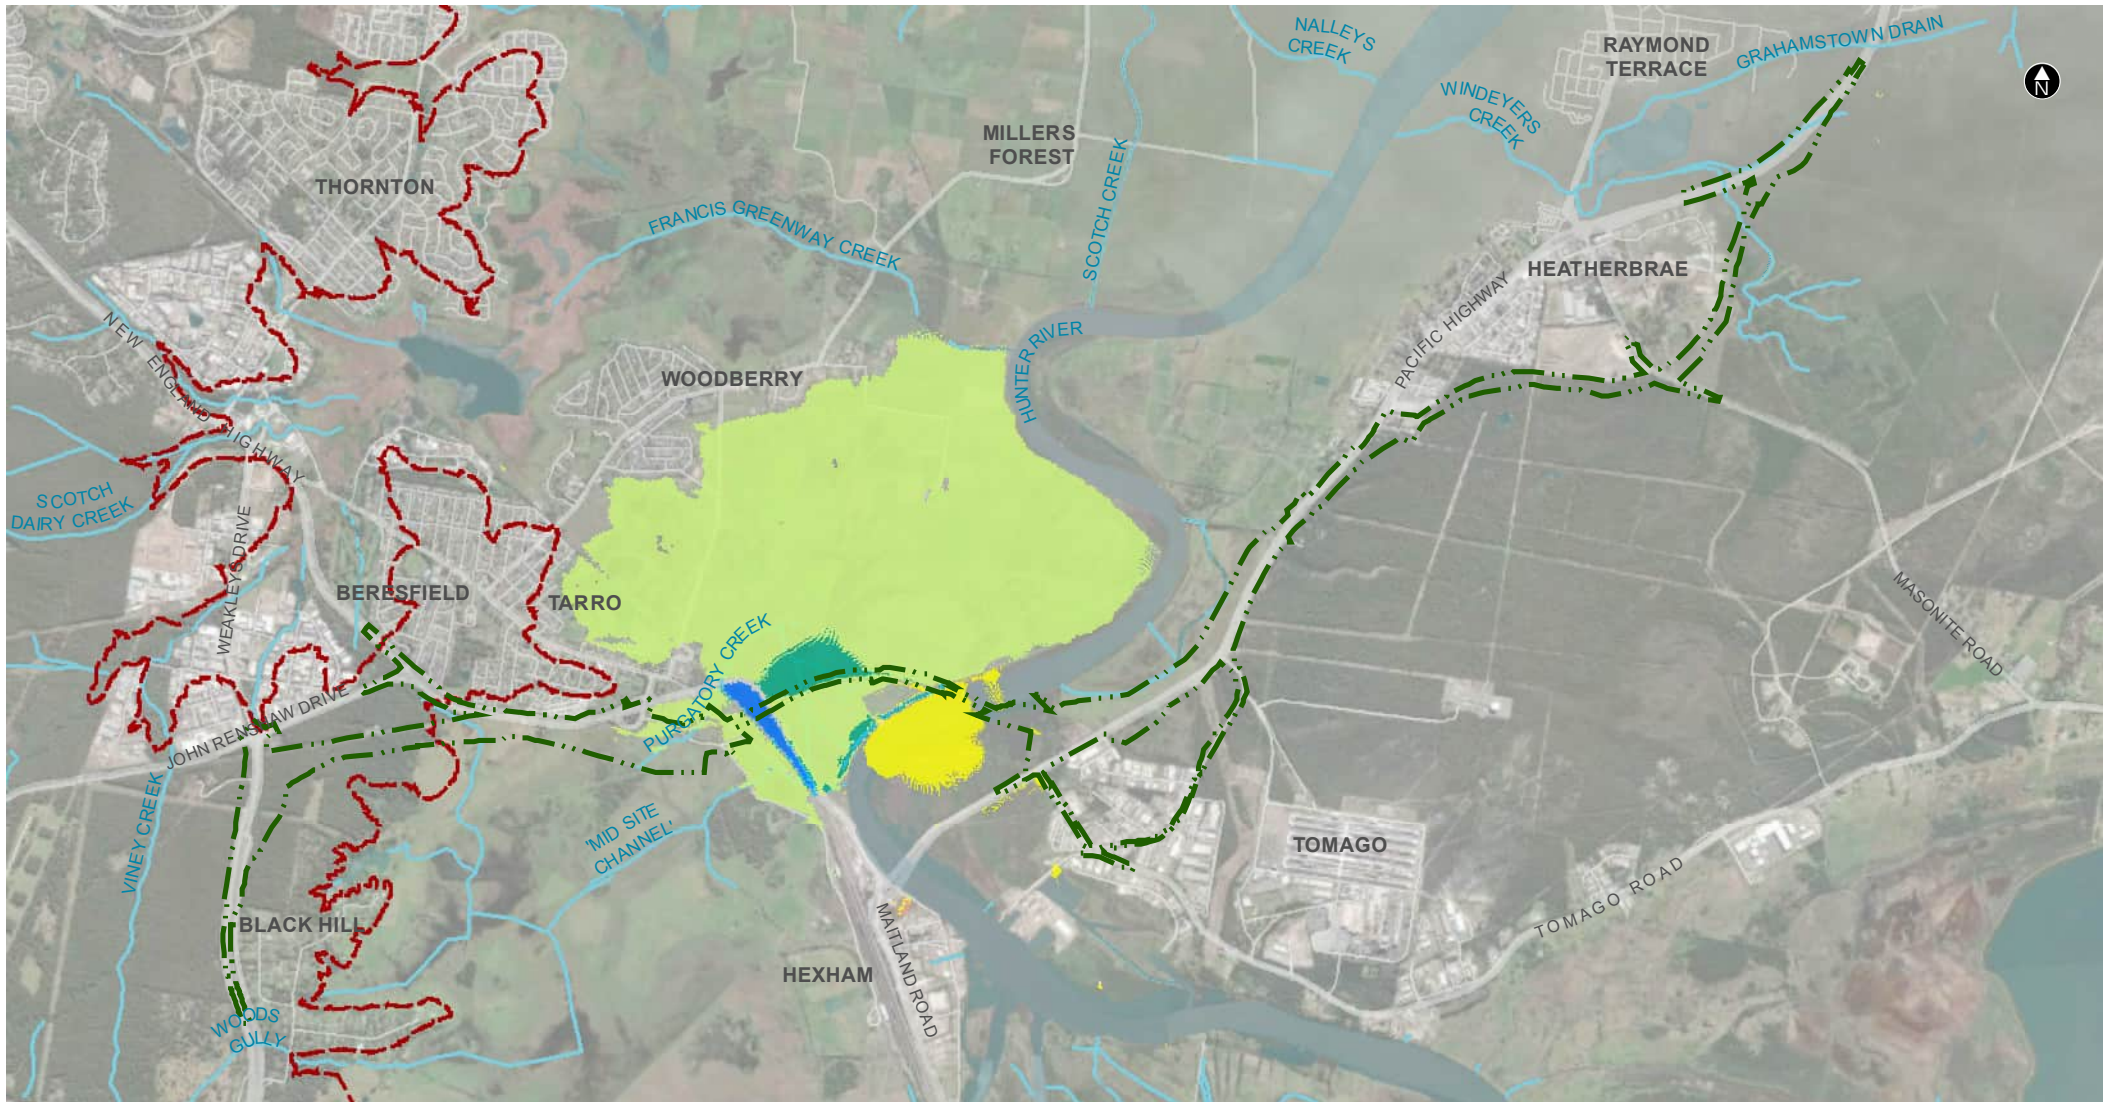 NALLEYS
CREEK
RAYMOND
TERRACE
GRAHAMSTOWN DRAIN
N
WINDEYERS
CREEK
MILLERS
FOREST
SCOTCH CREEK
THORNTON
FRANCIS GREENWAY CREEK
HEATHERBRAE
PACIFIC HIGHWAY
HUNTER RIVER
NEW ENGLAND HIGHWAY
WOODBERRY
SCOTCH
DAIRY CREEK
WEAKLEYS DRIVE
BERESFIELD
TARRO
MASONITE ROAD
PURGATORY CREEK
JOHN RENSHAW DRIVE
VINEY CREEK
'MID SITE
CHANNEL'
TOMAGO
TOMAGO ROAD
BLACK HILL
MAITLAND ROAD
HEXHAM
WOODS
GULLY